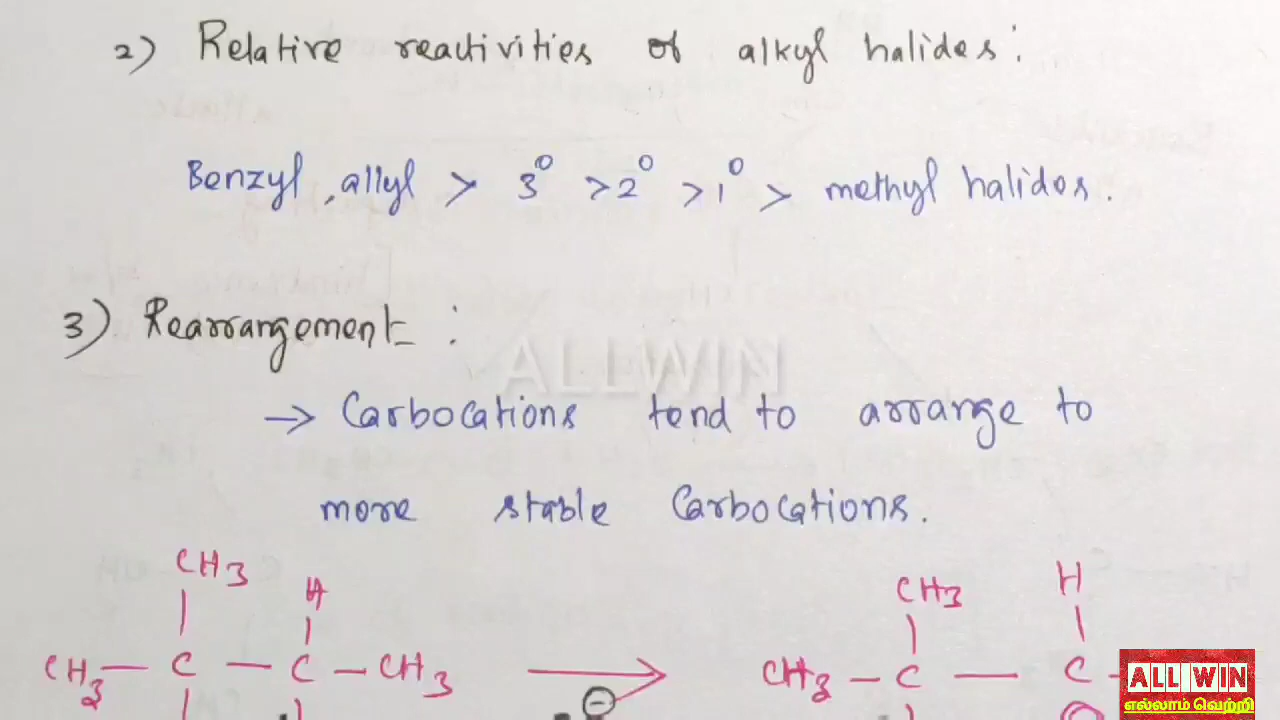 2) Relative reactivities of alkyl halides:
Benzyl, allyl > 3° > 2° > 1° > methyl halides.
3) Rearrangement :
ALLWIN
→ Carbocations tend to arrange to
more stable Carbocations.
CH3 H CH3 H
CH3 — C — C — CH3 ⟶ CH3 — C — C —
⊖
ALL WIN
எல்லாம் வெற்றி